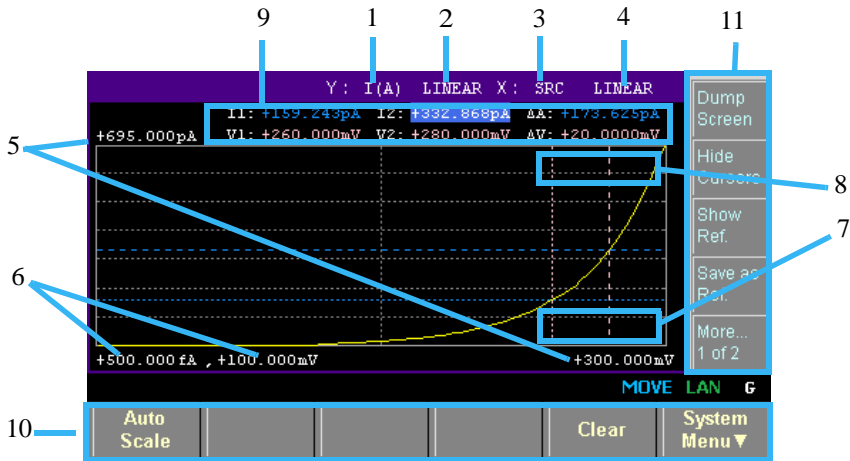 9 1 2 3 4 11
Y: I(A) LINEAR X: SRC LINEAR
I1: +159.243pA I2: +332.868pA ΔA: +173.625pA
V1: +260.000mV V2: +280.000mV ΔV: +20.0000mV
+695.000pA
5
Dump
Screen
Hide
Cursors
8
Show
Ref.
7
6
Save as
Ref.
More...
1 of 2
+500.000fA ,+100.000mV +300.000mV
MOVE LAN G
10
Auto
Scale
Clear
System
Menu▼